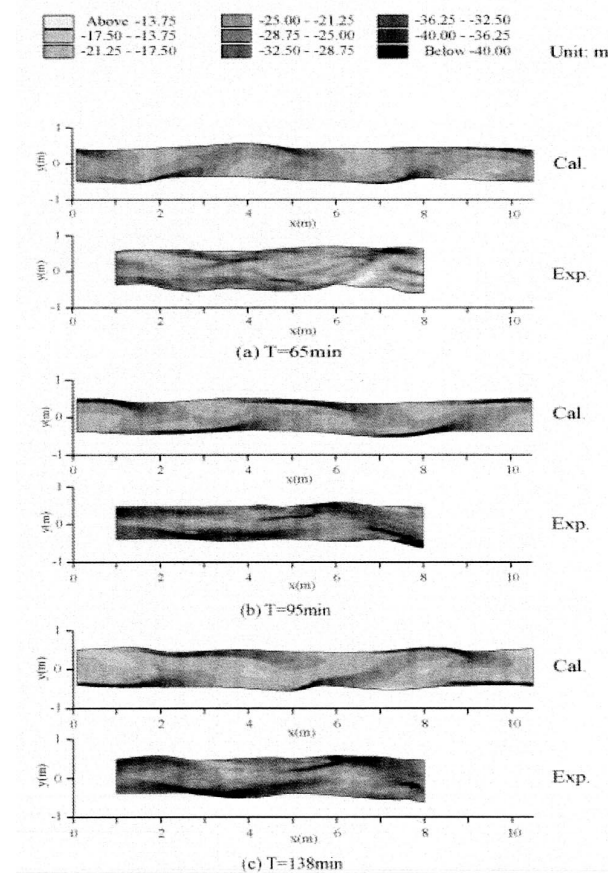 Above -13.75 -25.00 - -21.25 -36.25 - -32.50
-17.50 - -13.75 -28.75 - -25.00 -40.00 - -36.25 Unit: m
-21.25 - -17.50 -32.50 - -28.75 Below -40.00
1
y(m) 0 Cal.
-1
0 2 4 6 8 10
x(m)
1
y(m) 0 Exp.
-1
0 2 4 6 8 10
x(m)
(a) T=65min
1
y(m) 0 Cal.
-1
0 2 4 6 8 10
x(m)
1
y(m) 0 Exp.
-1
0 2 4 6 8 10
x(m)
(b) T=95min
1
y(m) 0 Cal.
-1
0 2 4 6 8 10
x(m)
1
y(m) 0 Exp.
-1
0 2 4 6 8 10
x(m)
(c) T=138min